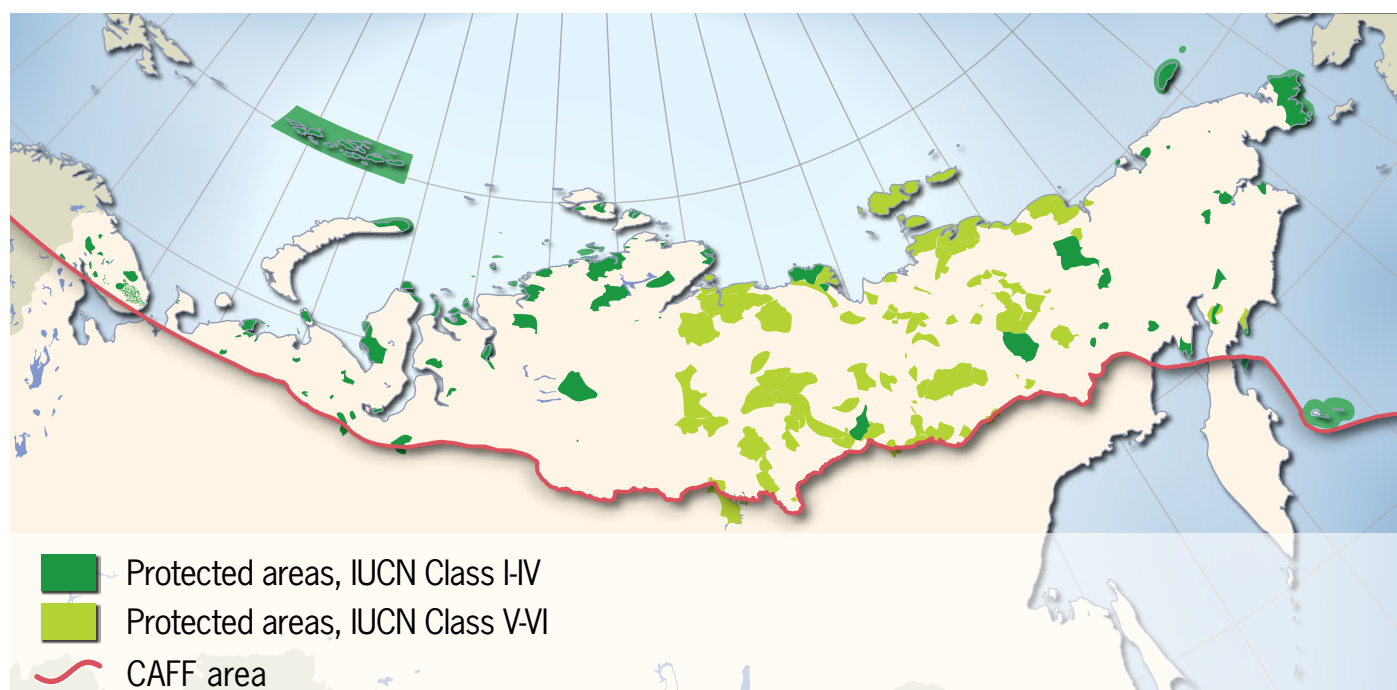 Protected areas, IUCN Class I-IV
Protected areas, IUCN Class V-VI
CAFF area